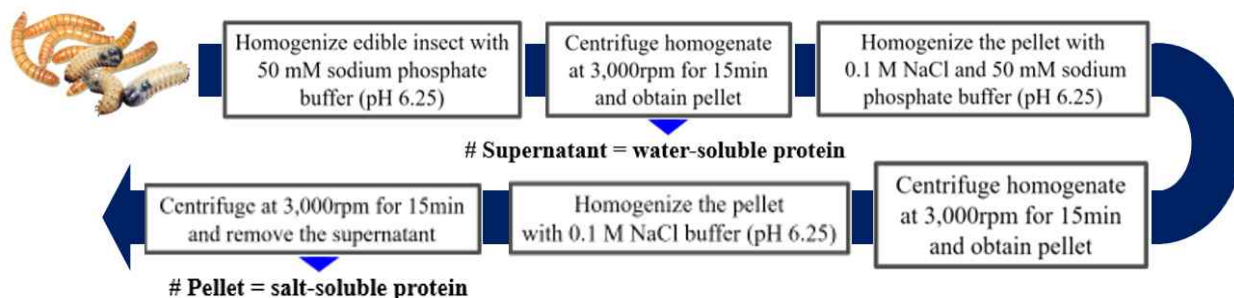 Homogenize edible insect with
50 mM sodium phosphate
buffer (pH 6.25)
Centrifuge homogenate
at 3,000rpm for 15min
and obtain pellet
Homogenize the pellet with
0.1 M NaCl and 50 mM sodium
phosphate buffer (pH 6.25)
# Supernatant = water-soluble protein
Centrifuge homogenate
at 3,000rpm for 15min
and obtain pellet
Homogenize the pellet
with 0.1 M NaCl buffer (pH 6.25)
Centrifuge at 3,000rpm for 15min
and remove the supernatant
# Pellet = salt-soluble protein